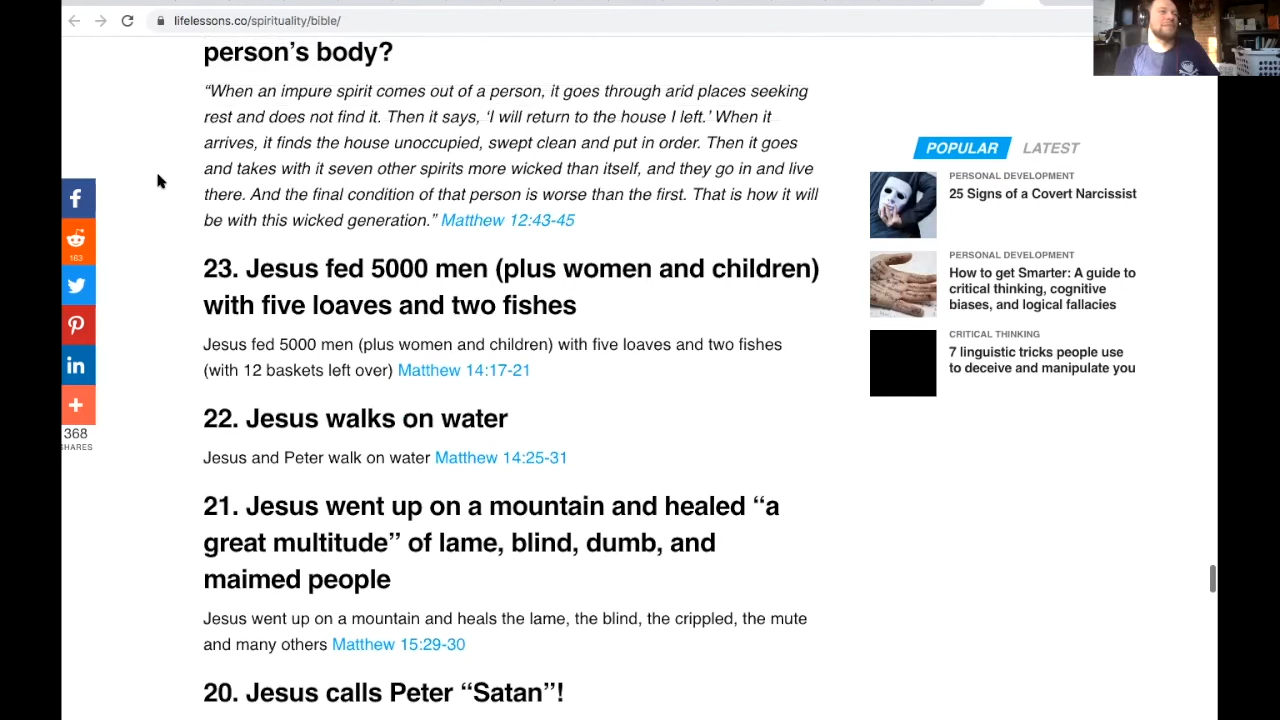 lifelessons.co/spirituality/bible/
person's body?
“When an impure spirit comes out of a person, it goes through arid places seeking
rest and does not find it. Then it says, ‘I will return to the house I left.’ When it
arrives, it finds the house unoccupied, swept clean and put in order. Then it goes
and takes with it seven other spirits more wicked than itself, and they go in and live
there. And the final condition of that person is worse than the first. That is how it will
be with this wicked generation.” Matthew 12:43-45
23. Jesus fed 5000 men (plus women and children)
with five loaves and two fishes
Jesus fed 5000 men (plus women and children) with five loaves and two fishes
(with 12 baskets left over) Matthew 14:17-21
22. Jesus walks on water
Jesus and Peter walk on water Matthew 14:25-31
21. Jesus went up on a mountain and healed “a
great multitude” of lame, blind, dumb, and
maimed people
Jesus went up on a mountain and heals the lame, the blind, the crippled, the mute
and many others Matthew 15:29-30
20. Jesus calls Peter “Satan”!
163
368
SHARES
POPULAR LATEST
PERSONAL DEVELOPMENT
25 Signs of a Covert Narcissist
PERSONAL DEVELOPMENT
How to get Smarter: A guide to
critical thinking, cognitive
biases, and logical fallacies
CRITICAL THINKING
7 linguistic tricks people use
to deceive and manipulate you